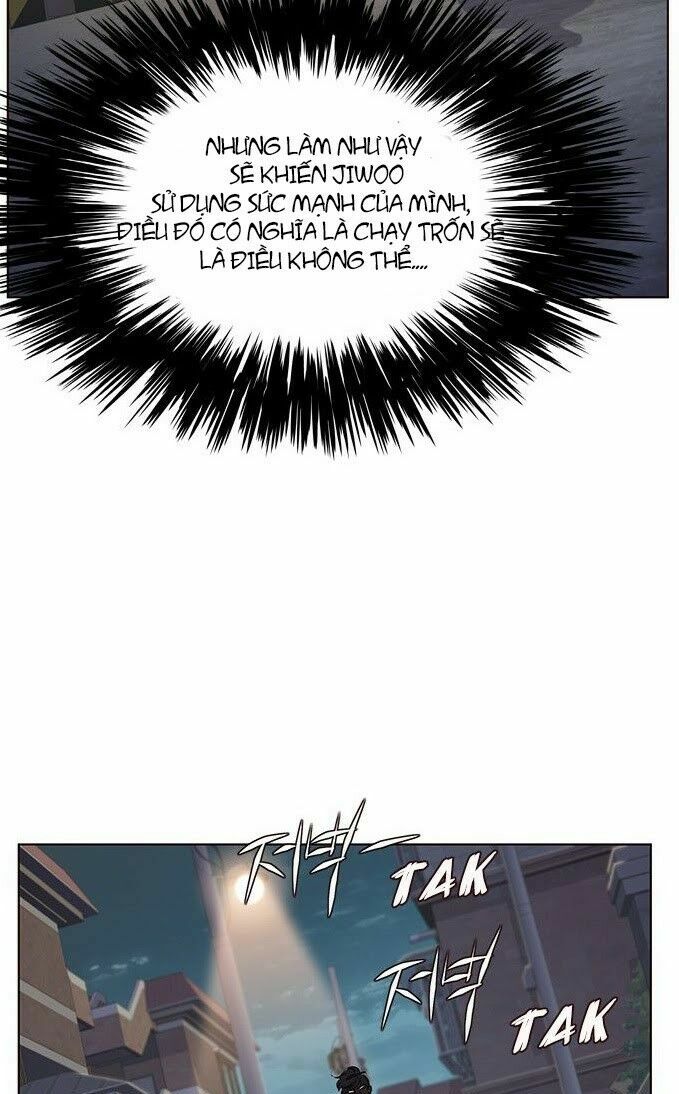 NHƯNG LÀM NHƯ VẬY
SẼ KHIẾN JIWOO
SỬ DỤNG SỨC MẠNH CỦA MÌNH,
ĐIỀU ĐÓ CÓ NGHĨA LÀ CHẠY TRỐN SẼ
LÀ ĐIỀU KHÔNG THỂ....
저벅
TAK
저벅
TAK